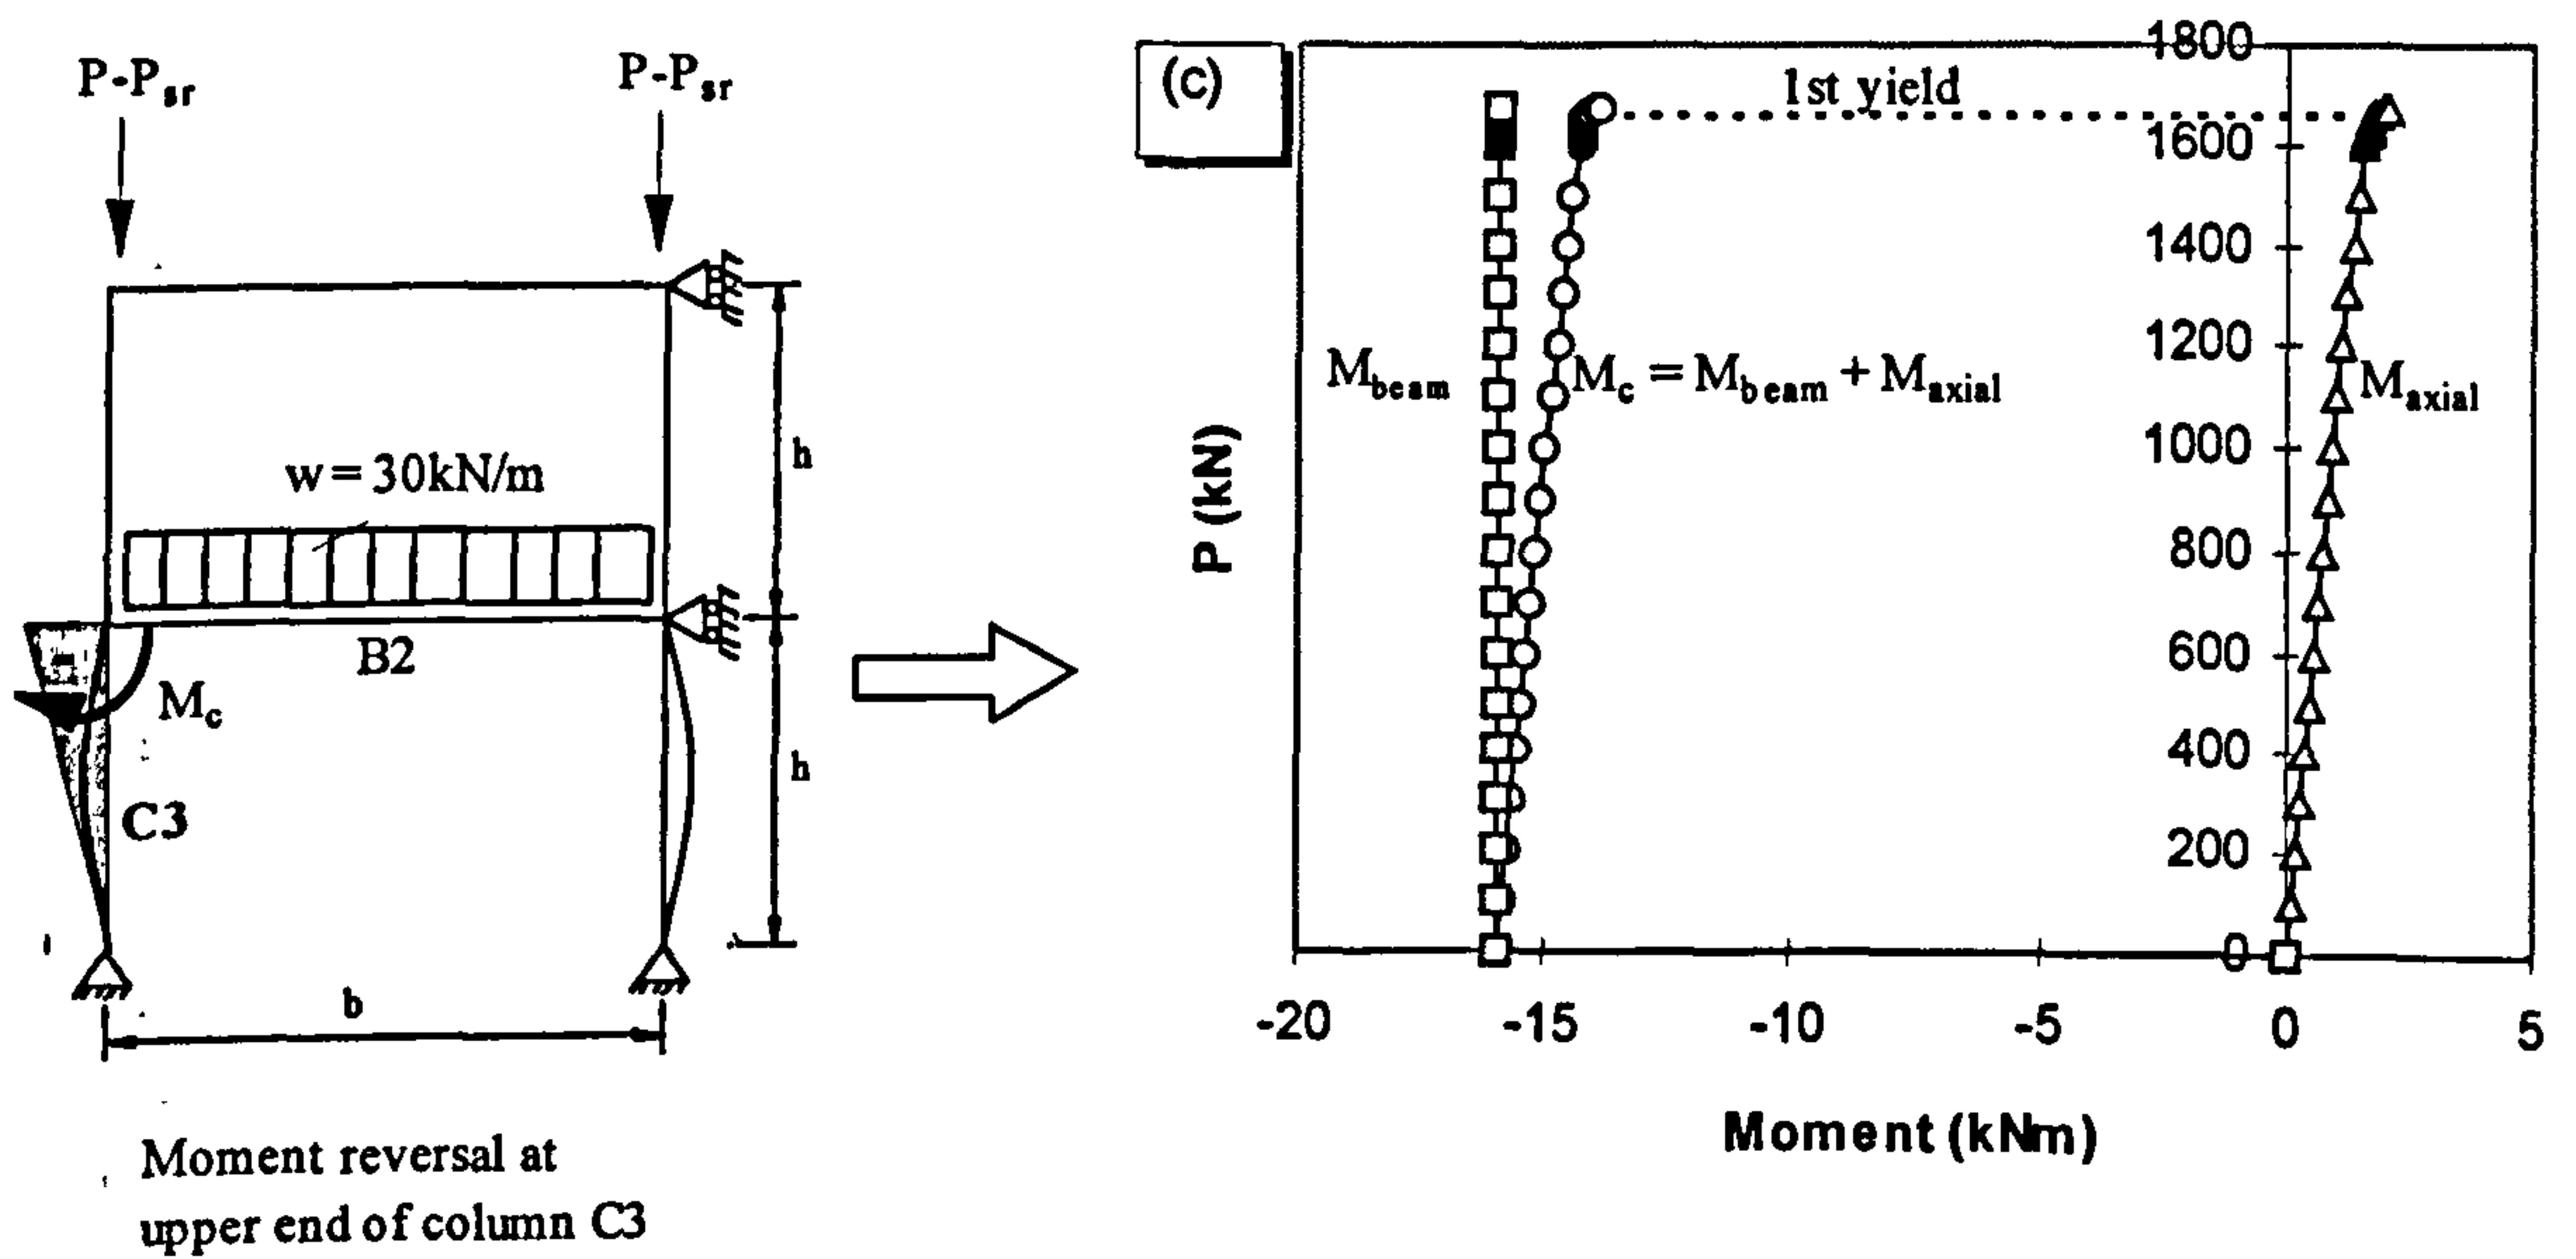 P-Psr
P-Psr
w = 30kN/m
h
B2
Mc
h
C3
b
Moment reversal at
upper end of column C3
(c)
1st yield
Mbeam
Mc = Mbeam + Maxial
Maxial
P (kN)
1800
1600
1400
1200
1000
800
600
400
200
0
-20
-15
-10
-5
0
5
Moment (kNm)